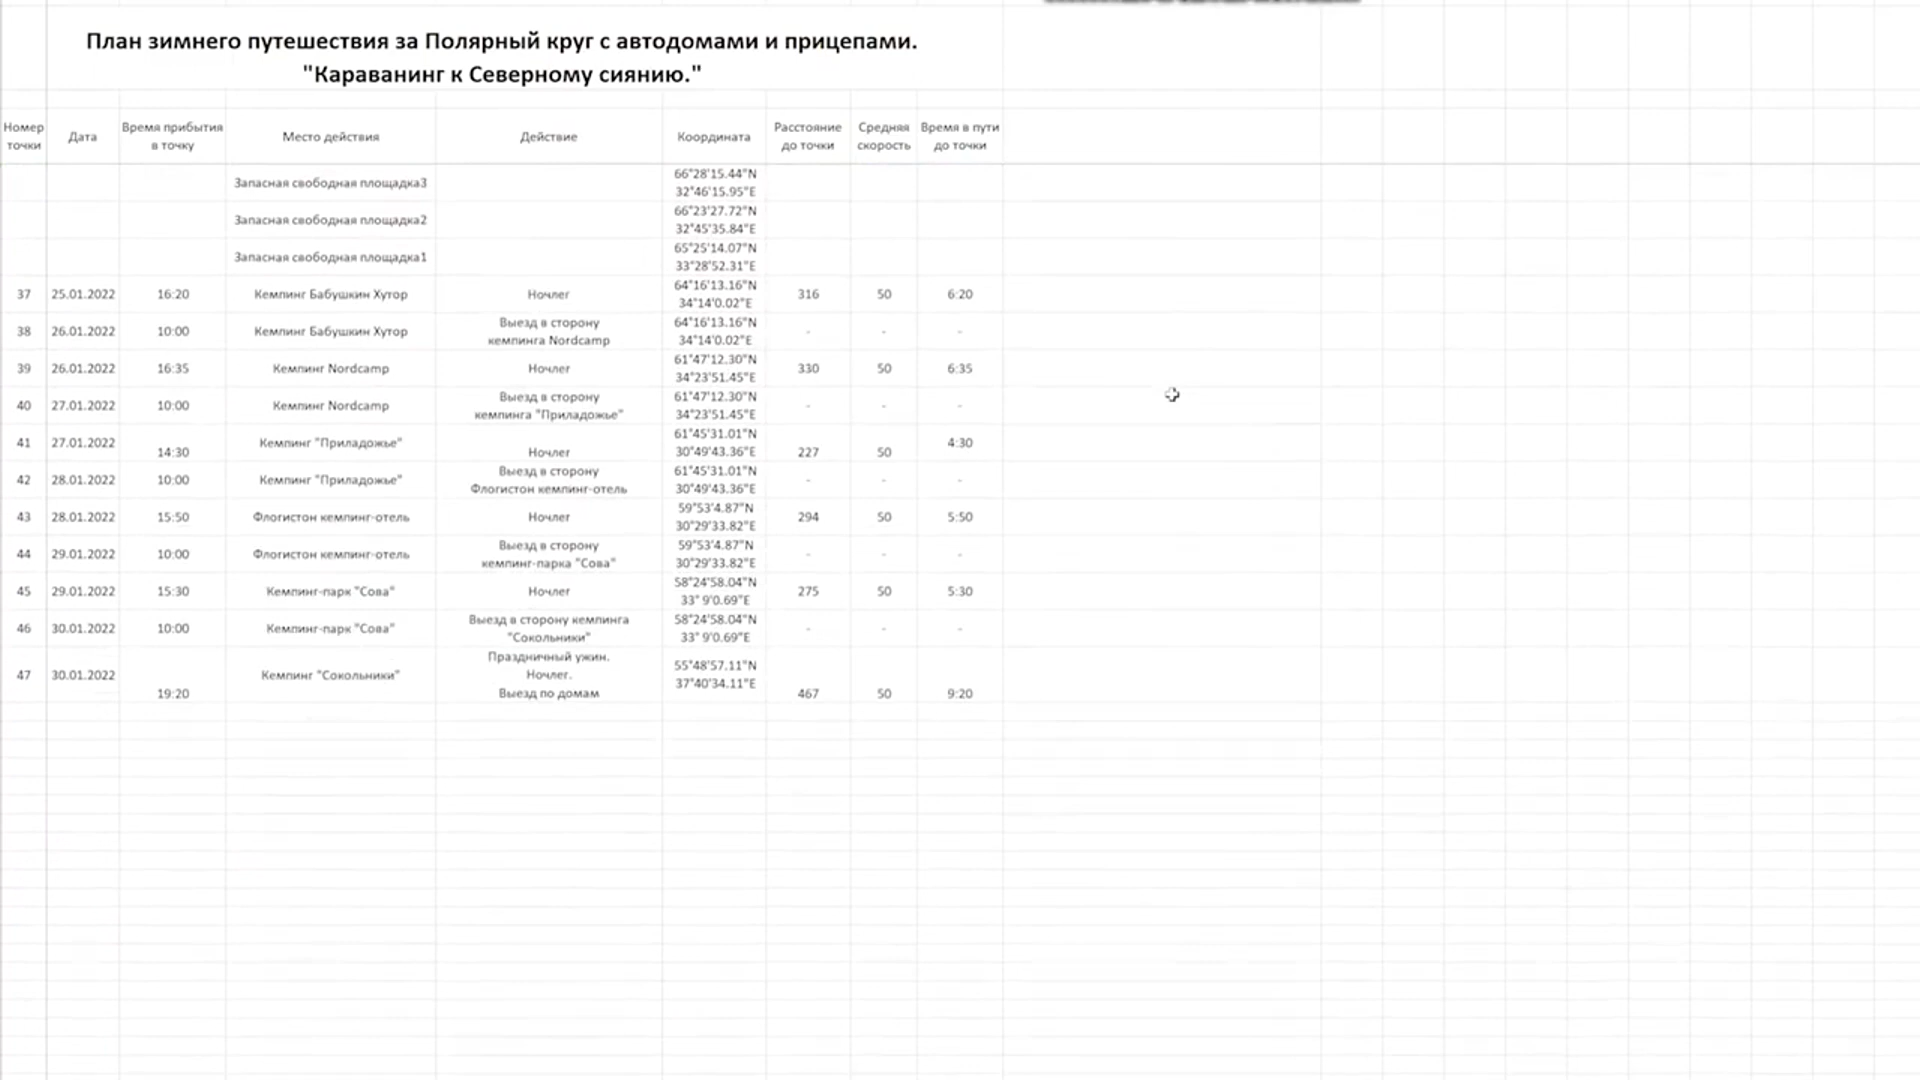 План зимнего путешествия за Полярный круг с автодомами и прицепами.
"Караванинг к Северному сиянию."
Номер точки Дата Время прибытия в точку Место действия Действие Координата Расстояние до точки Средняя скорость Время в пути до точки
Запасная свободная площадка3 66°28'15.44"N 32°46'15.95"E
Запасная свободная площадка2 66°23'27.72"N 32°45'35.84"E
Запасная свободная площадка1 65°25'14.07"N 33°28'52.31"E
37 25.01.2022 16:20 Кемпинг Бабушкин Хутор Ночлег 64°16'13.16"N 34°14'0.02"E 316 50 6:20
38 26.01.2022 10:00 Кемпинг Бабушкин Хутор Выезд в сторону кемпинга Nordcamp 64°16'13.16"N 34°14'0.02"E - - -
39 26.01.2022 16:35 Кемпинг Nordcamp Ночлег 61°47'12.30"N 34°23'51.45"E 330 50 6:35
40 27.01.2022 10:00 Кемпинг Nordcamp Выезд в сторону кемпинга "Приладожье" 61°47'12.30"N 34°23'51.45"E - - -
41 27.01.2022 14:30 Кемпинг "Приладожье" Ночлег 61°45'31.01"N 30°49'43.36"E 227 50 4:30
42 28.01.2022 10:00 Кемпинг "Приладожье" Выезд в сторону Флогистон кемпинг-отель 61°45'31.01"N 30°49'43.36"E - - -
43 28.01.2022 15:50 Флогистон кемпинг-отель Ночлег 59°53'4.87"N 30°29'33.82"E 294 50 5:50
44 29.01.2022 10:00 Флогистон кемпинг-отель Выезд в сторону кемпинг-парка "Сова" 59°53'4.87"N 30°29'33.82"E - - -
45 29.01.2022 15:30 Кемпинг-парк "Сова" Ночлег 58°24'58.04"N 33° 9'0.69"E 275 50 5:30
46 30.01.2022 10:00 Кемпинг-парк "Сова" Выезд в сторону кемпинга "Сокольники" 58°24'58.04"N 33° 9'0.69"E - - -
47 30.01.2022 19:20 Кемпинг "Сокольники" Праздничный ужин. Ночлег. Выезд по домам 55°48'57.11"N 37°40'34.11"E 467 50 9:20